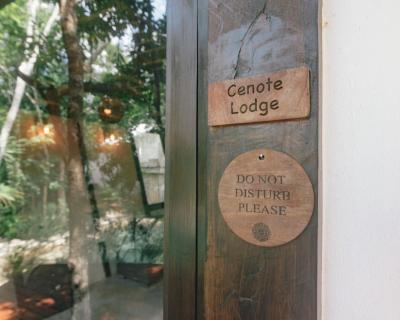 Cenote
Lodge
DO NOT
DISTURB
PLEASE